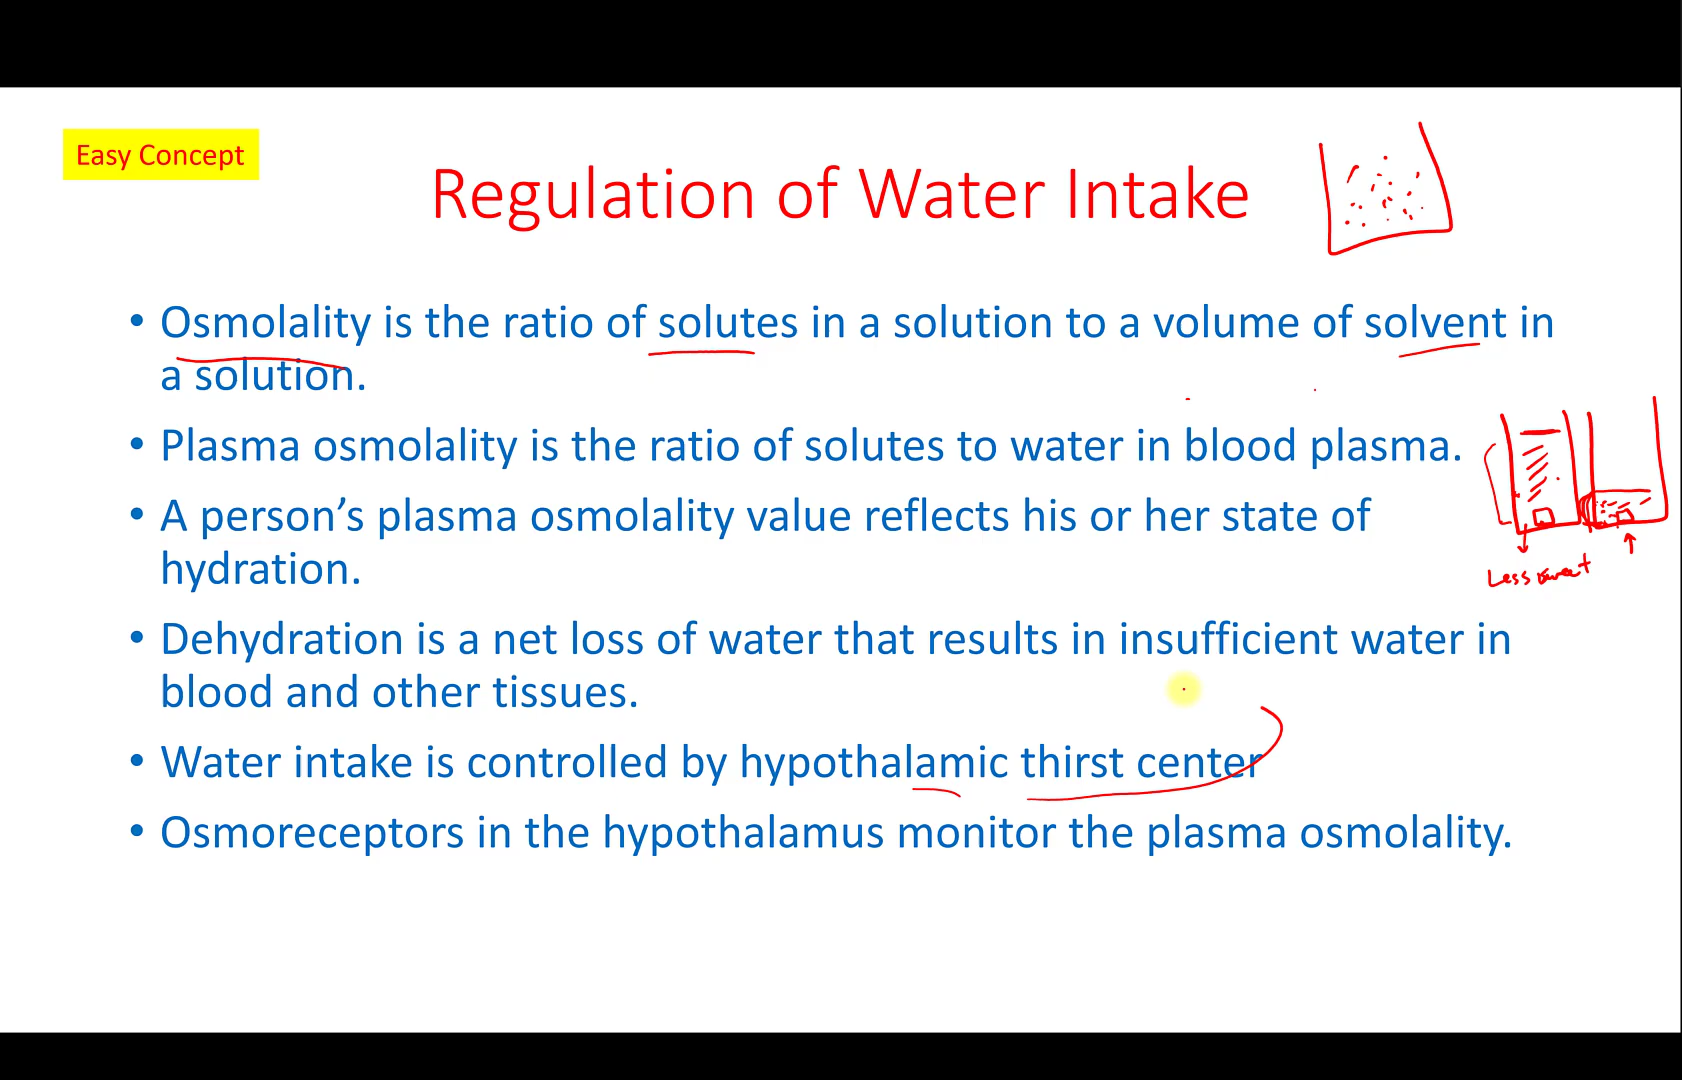 Easy Concept
Regulation of Water Intake
• Osmolality is the ratio of solutes in a solution to a volume of solvent in
a solution.
• Plasma osmolality is the ratio of solutes to water in blood plasma.
• A person’s plasma osmolality value reflects his or her state of
hydration.
Less sweet
• Dehydration is a net loss of water that results in insufficient water in
blood and other tissues.
• Water intake is controlled by hypothalamic thirst center
• Osmoreceptors in the hypothalamus monitor the plasma osmolality.